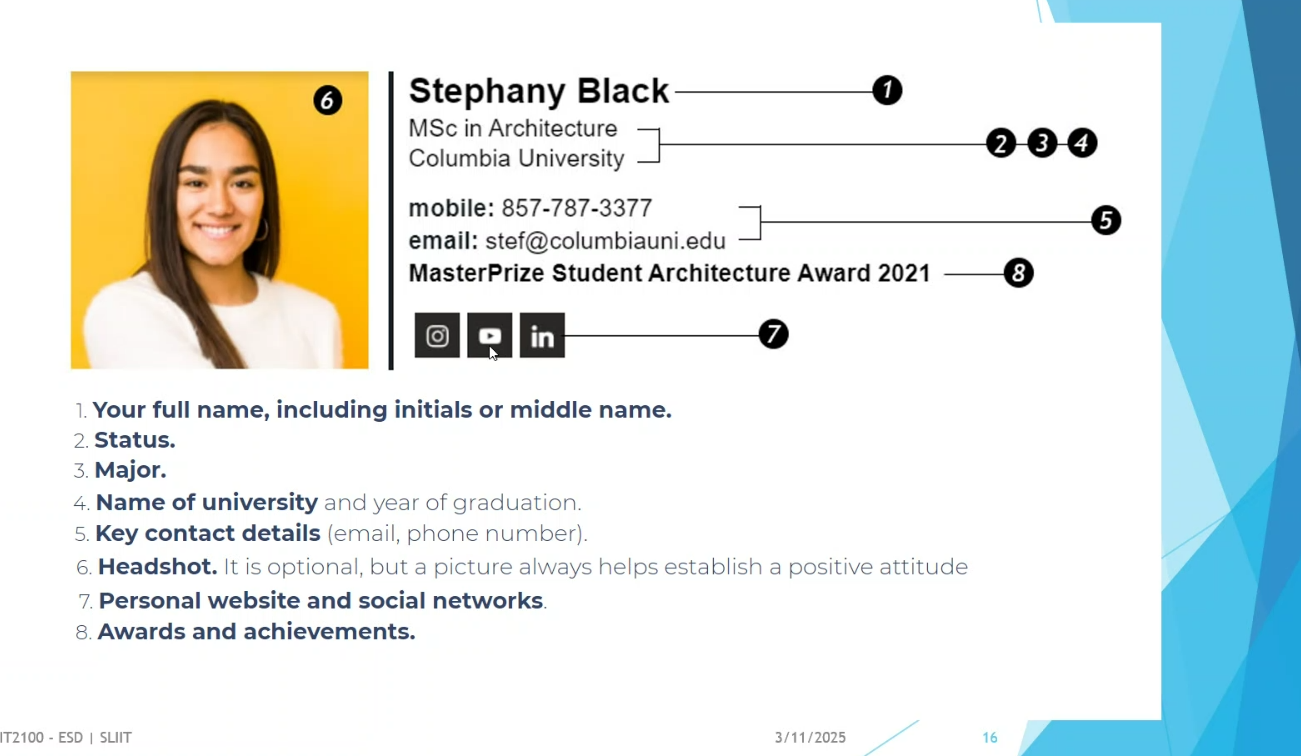 6
Stephany Black 1
MSc in Architecture
Columbia University
2 3 4
mobile: 857-787-3377
email: stef@columbiauni.edu
5
MasterPrize Student Architecture Award 2021 8
in 7
1. Your full name, including initials or middle name.
2. Status.
3. Major.
4. Name of university and year of graduation.
5. Key contact details (email, phone number).
6. Headshot. It is optional, but a picture always helps establish a positive attitude
7. Personal website and social networks.
8. Awards and achievements.
IT2100 - ESD | SLIIT 3/11/2025 16